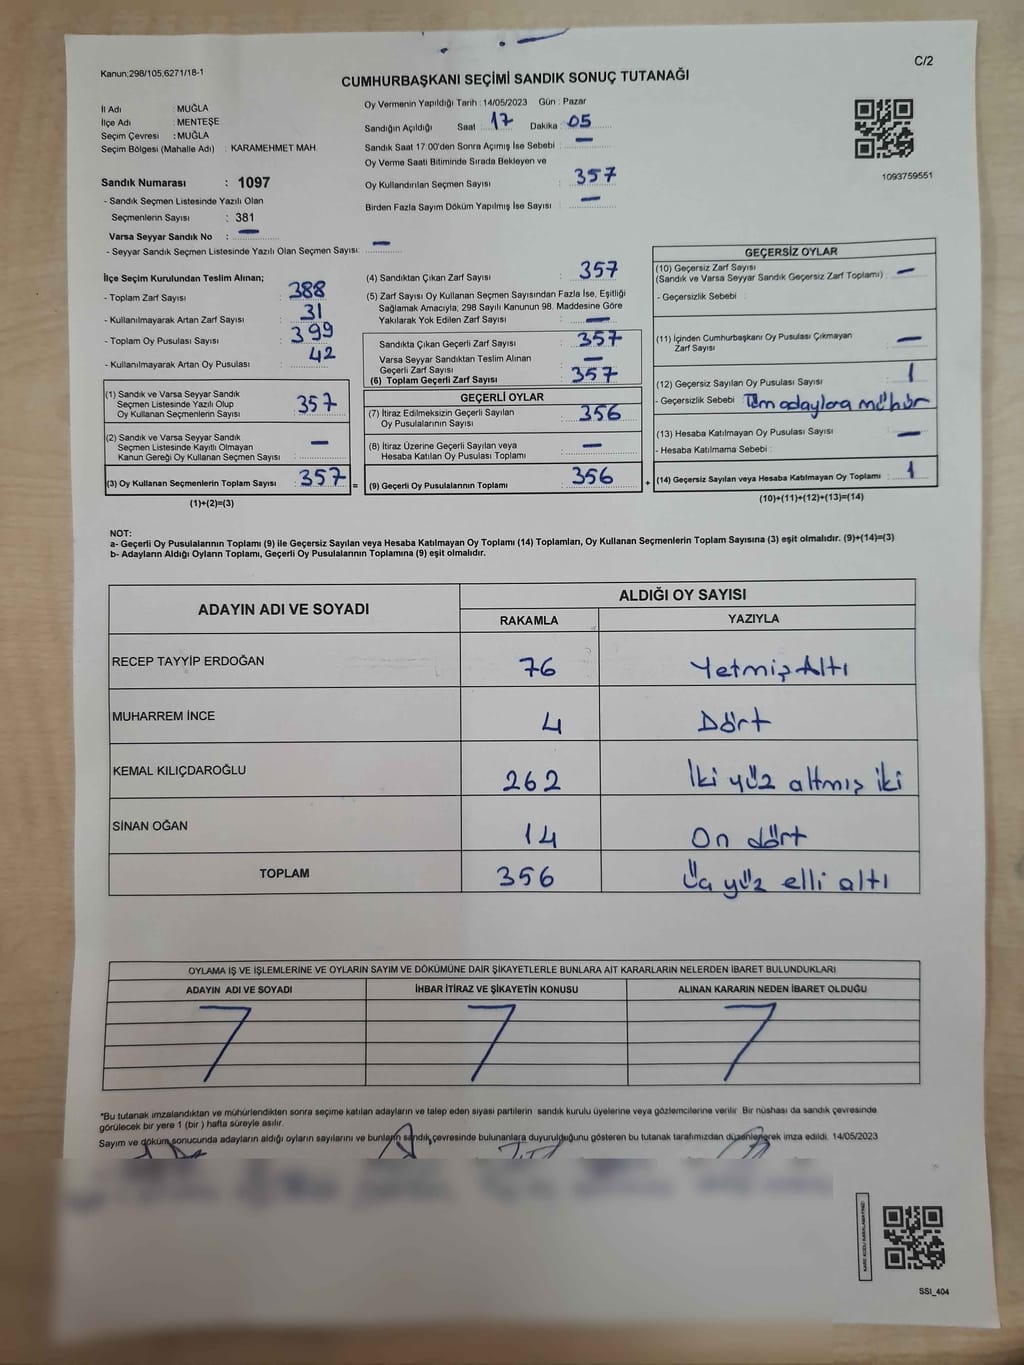 Kanun;298/105;6271/18-1
C/2
CUMHURBAŞKANI SEÇİMİ SANDIK SONUÇ TUTANAĞI
İl Adı : MUĞLA
İlçe Adı : MENTEŞE
Seçim Çevresi : MUĞLA
Seçim Bölgesi (Mahalle Adı) : KARAMEHMET MAH.
Oy Vermenin Yapıldığı Tarih : 14/05/2023 Gün : Pazar
Sandığın Açıldığı Saat : 17 Dakika : 05
Sandık Saat 17:00'den Sonra Açımış İse Sebebi : —
Oy Verme Saati Bitiminde Sırada Bekleyen ve
Oy Kullandırılan Seçmen Sayısı : 357
Birden Fazla Sayım Döküm Yapılmış İse Sayısı : —
1093759551
Sandık Numarası : 1097
- Sandık Seçmen Listesinde Yazılı Olan
Seçmenlerin Sayısı : 381
Varsa Seyyar Sandık No : —
- Seyyar Sandık Seçmen Listesinde Yazılı Olan Seçmen Sayısı: —
İlçe Seçim Kurulundan Teslim Alınan;
- Toplam Zarf Sayısı : 388
- Kullanılmayarak Artan Zarf Sayısı : 31
- Toplam Oy Pusulası Sayısı : 399
- Kullanılmayarak Artan Oy Pusulası : 42
(1) Sandık ve Varsa Seyyar Sandık
Seçmen Listesinde Yazılı Olup
Oy Kullanan Seçmenlerin Sayısı : 357
(2) Sandık ve Varsa Seyyar Sandık
Seçmen Listesinde Kayıtlı Olmayan
Kanun Gereği Oy Kullanan Seçmen Sayısı : —
(3) Oy Kullanan Seçmenlerin Toplam Sayısı : 357 =
(1)+(2)=(3)
(4) Sandıktan Çıkan Zarf Sayısı : 357
(5) Zarf Sayısı Oy Kullanan Seçmen Sayısından Fazla İse, Eşitliği
Sağlamak Amacıyla; 298 Sayılı Kanunun 98. Maddesine Göre
Yakılarak Yok Edilen Zarf Sayısı : —
Sandıkta Çıkan Geçerli Zarf Sayısı : 357
Varsa Seyyar Sandıktan Teslim Alınan
Geçerli Zarf Sayısı : —
(6) Toplam Geçerli Zarf Sayısı : 357
GEÇERLİ OYLAR
(7) İtiraz Edilmeksizin Geçerli Sayılan
Oy Pusulalarının Sayısı : 356
(8) İtiraz Üzerine Geçerli Sayılan veya
Hesaba Katılan Oy Pusulası Toplamı : —
(9) Geçerli Oy Pusulalarının Toplamı : 356 +
GEÇERSİZ OYLAR
(10) Geçersiz Zarf Sayısı
(Sandık ve Varsa Seyyar Sandık Geçersiz Zarf Toplamı) : —
- Geçersizlik Sebebi :
(11) İçinden Cumhurbaşkanı Oy Pusulası Çıkmayan
Zarf Sayısı : —
(12) Geçersiz Sayılan Oy Pusulası Sayısı : 1
- Geçersizlik Sebebi : Tüm adaylara mühür
(13) Hesaba Katılmayan Oy Pusulası Sayısı : —
- Hesaba Katılmama Sebebi :
(14) Geçersiz Sayılan veya Hesaba Katılmayan Oy Toplamı : 1
(10)+(11)+(12)+(13)=(14)
NOT:
a- Geçerli Oy Pusulalarının Toplamı (9) ile Geçersiz Sayılan veya Hesaba Katılmayan Oy Toplamı (14) Toplamları, Oy Kullanan Seçmenlerin Toplam Sayısına (3) eşit olmalıdır. (9)+(14)=(3)
b- Adayların Aldığı Oyların Toplamı, Geçerli Oy Pusulalarının Toplamına (9) eşit olmalıdır.
ADAYIN ADI VE SOYADI ALDIĞI OY SAYISI
RAKAMLA YAZIYLA
RECEP TAYYİP ERDOĞAN 76 Yetmiş Altı
MUHARREM İNCE 4 Dört
KEMAL KILIÇDAROĞLU 262 İki yüz altmış iki
SİNAN OĞAN 14 On dört
TOPLAM 356 Üç yüz elli altı
OYLAMA İŞ VE İŞLEMLERİNE VE OYLARIN SAYIM VE DÖKÜMÜNE DAİR ŞİKAYETLERLE BUNLARA AİT KARARLARIN NELERDEN İBARET BULUNDUKLARI
ADAYIN ADI VE SOYADI İHBAR İTİRAZ VE ŞİKAYETİN KONUSU ALINAN KARARIN NEDEN İBARET OLDUĞU
*Bu tutanak imzalandıktan ve mühürlendikten sonra seçime katılan adayların ve talep eden siyasi partilerin sandık kurulu üyelerine veya gözlemcilerine verilir. Bir nüshası da sandık çevresinde
görülecek bir yere 1 (bir ) hafta süreyle asılır.
Sayım ve döküm sonucunda adayların aldığı oyların sayılarını ve bunların sandık çevresinde bulunanlara duyurulduğunu gösteren bu tutanak tarafımızdan düzenlenerek imza edildi. 14/05/2023
KARE KODU KARALAMAYINIZ!
SSI_404